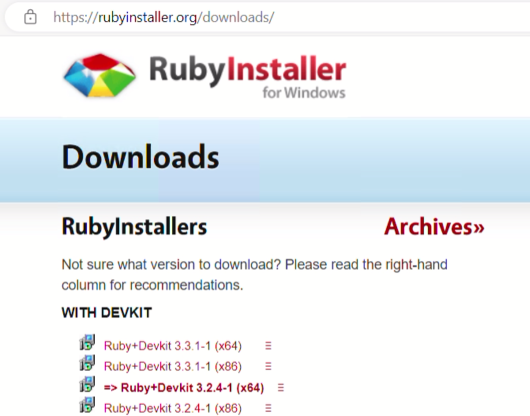 https://rubyinstaller.org/downloads/
RubyInstaller
for Windows
Downloads
RubyInstallers
Archives»
Not sure what version to download? Please read the right-hand
column for recommendations.
WITH DEVKIT
Ruby+Devkit 3.3.1-1 (x64)
Ruby+Devkit 3.3.1-1 (x86)
=> Ruby+Devkit 3.2.4-1 (x64)
Ruby+Devkit 3.2.4-1 (x86)